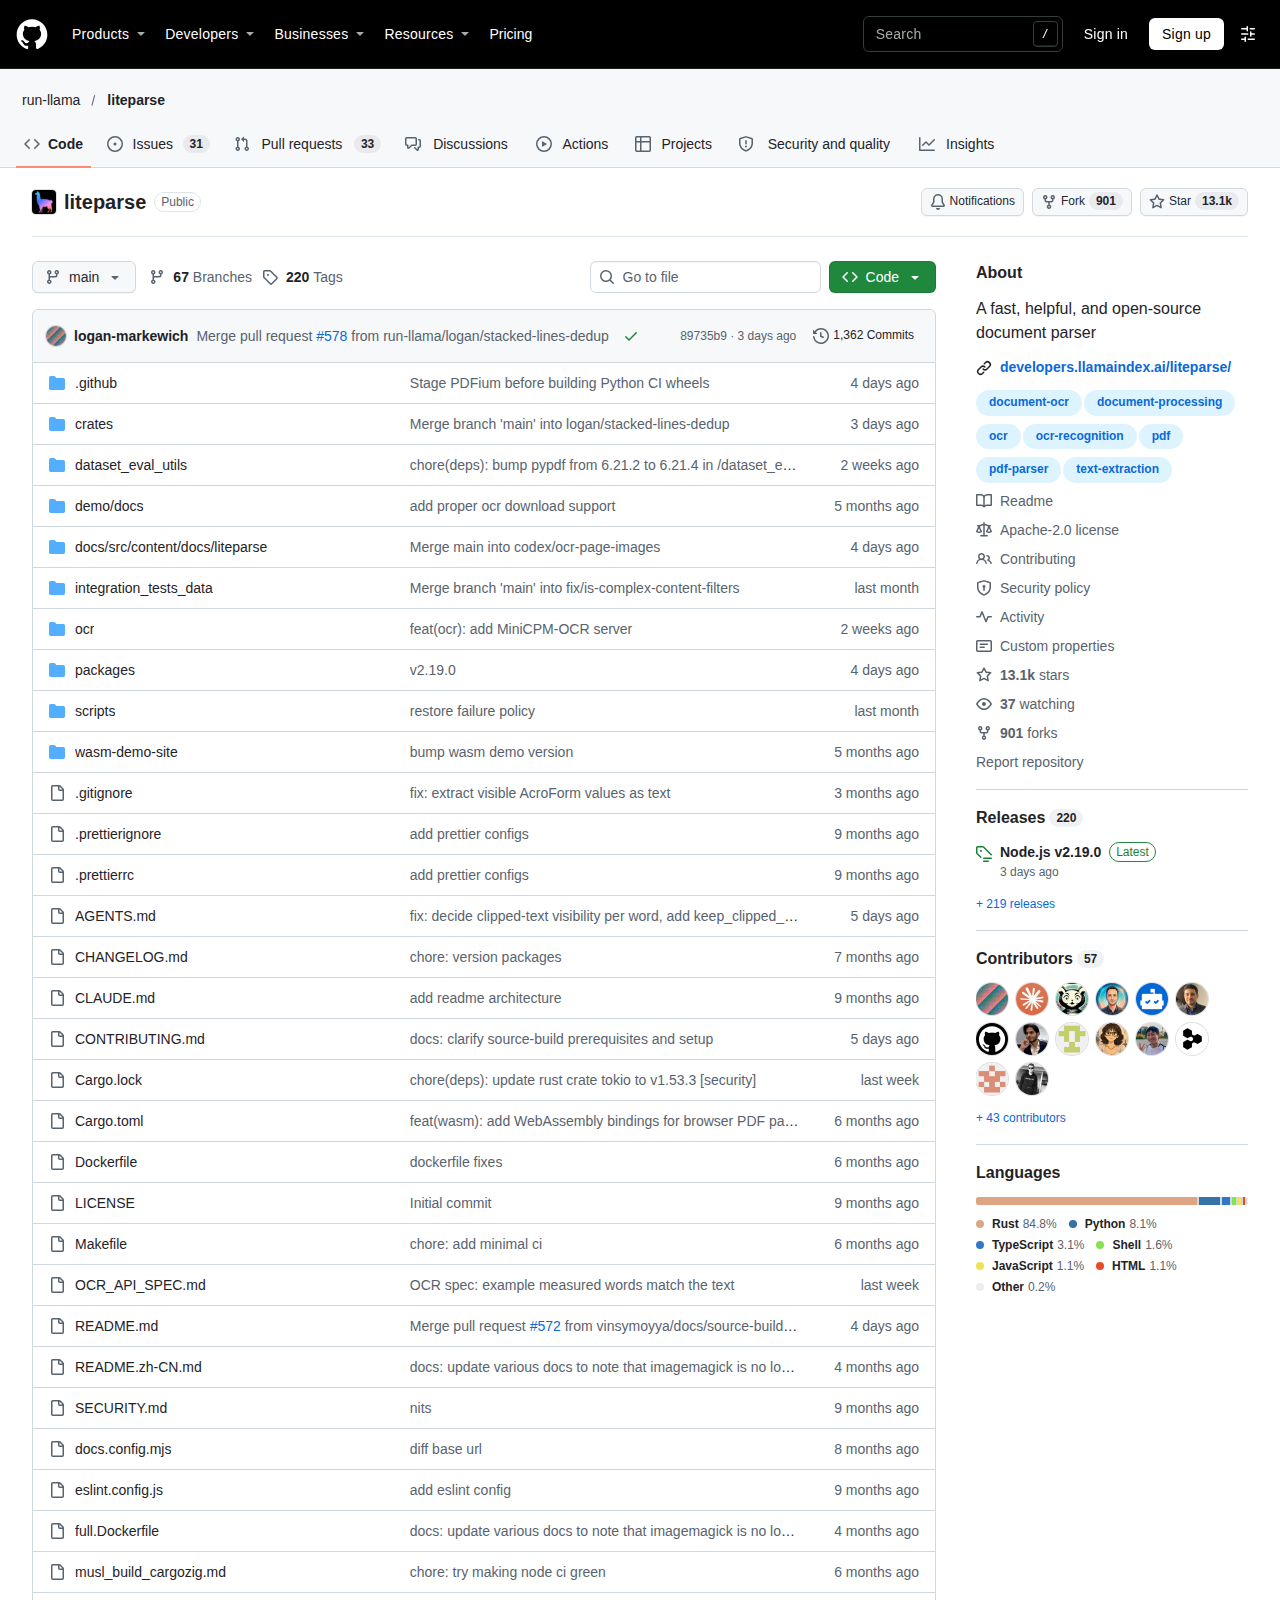 Products Developers Businesses Resources Pricing Search / Sign in Sign up
run-llama / liteparse
Code Issues 31 Pull requests 33 Discussions Actions Projects Security and quality Insights
liteparse Public Notifications Fork 901 Star 13.1k
main 67 Branches 220 Tags Go to file Code
logan-markewich Merge pull request #578 from run-llama/logan/stacked-lines-dedup 89735b9 · 3 days ago 1,362 Commits
.github Stage PDFium before building Python CI wheels 4 days ago
crates Merge branch 'main' into logan/stacked-lines-dedup 3 days ago
dataset_eval_utils chore(deps): bump pypdf from 6.21.2 to 6.21.4 in /dataset_e… 2 weeks ago
demo/docs add proper ocr download support 5 months ago
docs/src/content/docs/liteparse Merge main into codex/ocr-page-images 4 days ago
integration_tests_data Merge branch 'main' into fix/is-complex-content-filters last month
ocr feat(ocr): add MiniCPM-OCR server 2 weeks ago
packages v2.19.0 4 days ago
scripts restore failure policy last month
wasm-demo-site bump wasm demo version 5 months ago
.gitignore fix: extract visible AcroForm values as text 3 months ago
.prettierignore add prettier configs 9 months ago
.prettierrc add prettier configs 9 months ago
AGENTS.md fix: decide clipped-text visibility per word, add keep_clipped_… 5 days ago
CHANGELOG.md chore: version packages 7 months ago
CLAUDE.md add readme architecture 9 months ago
CONTRIBUTING.md docs: clarify source-build prerequisites and setup 5 days ago
Cargo.lock chore(deps): update rust crate tokio to v1.53.3 [security] last week
Cargo.toml feat(wasm): add WebAssembly bindings for browser PDF pa… 6 months ago
Dockerfile dockerfile fixes 6 months ago
LICENSE Initial commit 9 months ago
Makefile chore: add minimal ci 6 months ago
OCR_API_SPEC.md OCR spec: example measured words match the text last week
README.md Merge pull request #572 from vinsymoyya/docs/source-build… 4 days ago
README.zh-CN.md docs: update various docs to note that imagemagick is no lo… 4 months ago
SECURITY.md nits 9 months ago
docs.config.mjs diff base url 8 months ago
eslint.config.js add eslint config 9 months ago
full.Dockerfile docs: update various docs to note that imagemagick is no lo… 4 months ago
musl_build_cargozig.md chore: try making node ci green 6 months ago
About
A fast, helpful, and open-source
document parser
developers.llamaindex.ai/liteparse/
document-ocr document-processing
ocr ocr-recognition pdf
pdf-parser text-extraction
Readme
Apache-2.0 license
Contributing
Security policy
Activity
Custom properties
13.1k stars
37 watching
901 forks
Report repository
Releases 220
Node.js v2.19.0 Latest
3 days ago
+ 219 releases
Contributors 57
+ 43 contributors
Languages
Rust 84.8% Python 8.1%
TypeScript 3.1% Shell 1.6%
JavaScript 1.1% HTML 1.1%
Other 0.2%